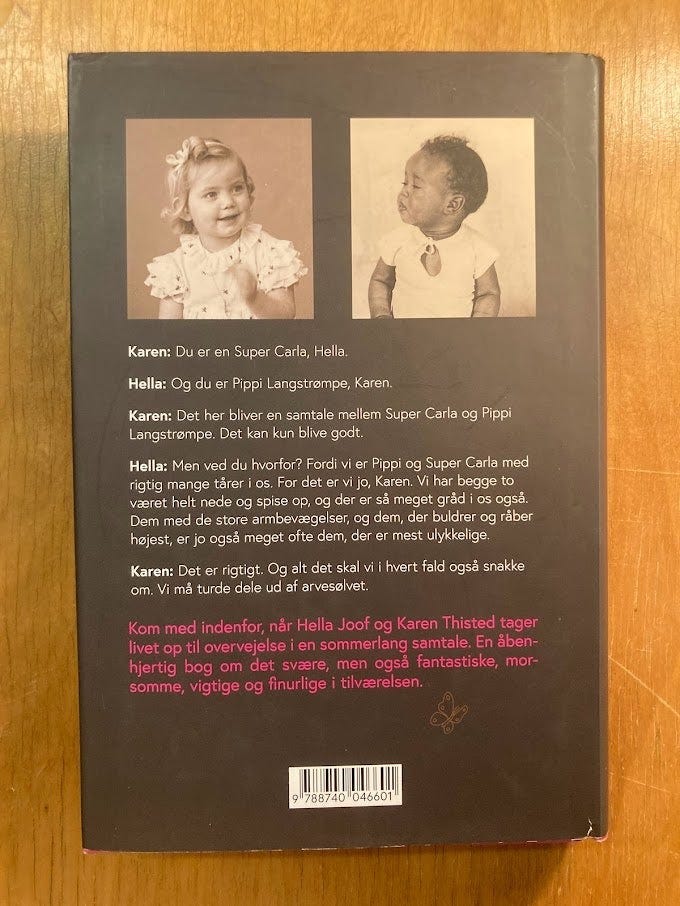 Karen: Du er en Super Carla, Hella.
Hella: Og du er Pippi Langstrømpe, Karen.
Karen: Det her bliver en samtale mellem Super Carla og Pippi
Langstrømpe. Det kan kun blive godt.
Hella: Men ved du hvorfor? Fordi vi er Pippi og Super Carla med
rigtig mange tårer i os. For det er vi jo, Karen. Vi har begge to
været helt nede og spise op, og der er så meget gråd i os også.
Dem med de store armbevægelser, og dem, der buldrer og råber
højest, er jo også meget ofte dem, der er mest ulykkelige.
Karen: Det er rigtigt. Og alt det skal vi i hvert fald også snakke
om. Vi må turde dele ud af arvesølvet.
Kom med indenfor, når Hella Joof og Karen Thisted tager
livet op til overvejelse i en sommerlang samtale. En åben-
hjertig bog om det svære, men også fantastiske, mor-
somme, vigtige og finurlige i tilværelsen.
9 788740 046601